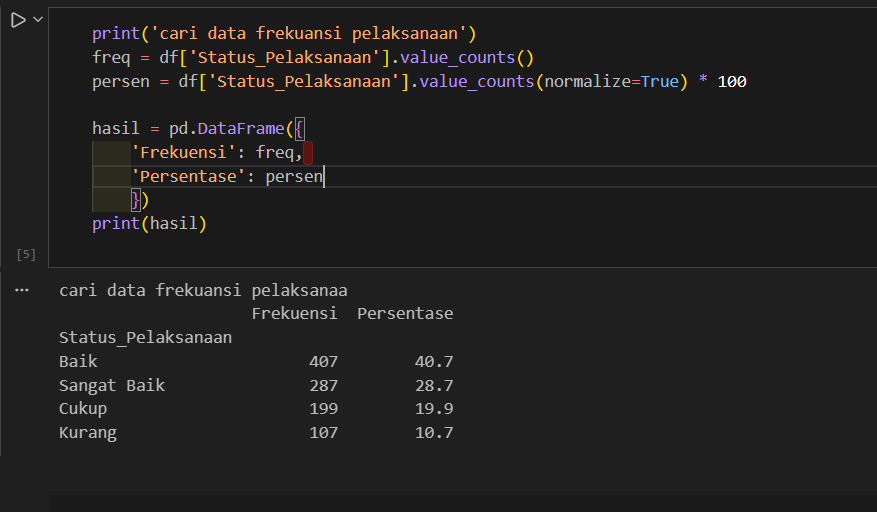 print('cari data frekuansi pelaksanaan')
freq = df['Status_Pelaksanaan'].value_counts()
persen = df['Status_Pelaksanaan'].value_counts(normalize=True) * 100
hasil = pd.DataFrame({
    'Frekuensi': freq,
    'Persentase': persen
    })
print(hasil)
[5]
cari data frekuansi pelaksanaa
Frekuensi  Persentase
Status_Pelaksanaan
Baik 407 40.7
Sangat Baik 287 28.7
Cukup 199 19.9
Kurang 107 10.7